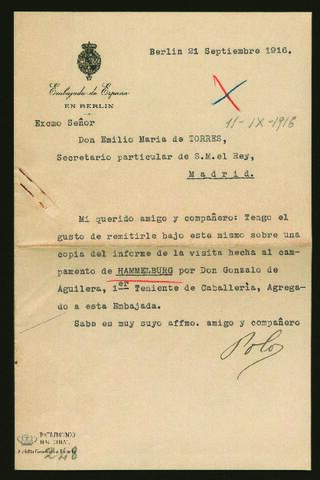 Berlin 21 Septiembre 1916.
Embajada de España
EN BERLIN
11-IX-1916
Excmo Señor
Don Emilio Maria de TORRES,
Secretario particular de S.M.el Rey,
Madrid.
Mi querido amigo y compañero: Tengo el
gusto de remitirle bajo este mismo sobre una
copia del informe de la visita hecha al cam-
pamento de HAMMELBURG por Don Gonzalo de
Aguilera, 1er Teniente de Caballeria, Agrega-
do a esta Embajada.
Sabe es muy suyo affmo. amigo y compañero
Polo
PATRIMONIO
NACIONAL